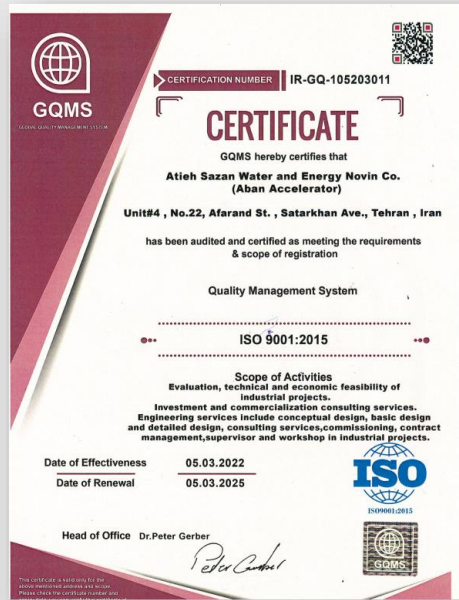 GQMS
GLOBAL QUALITY MANAGEMENT SYSTEM
CERTIFICATION NUMBER IR-GQ-105203011
CERTIFICATE
GQMS hereby certifies that
Atieh Sazan Water and Energy Novin Co.
(Aban Accelerator)
Unit#4 , No.22, Afarand St. , Satarkhan Ave., Tehran , Iran
has been audited and certified as meeting the requirements
& scope of registration
Quality Management System
ISO 9001:2015
Scope of Activities
Evaluation, technical and economic feasibility of
industrial projects.
Investment and commercialization consulting services.
Engineering services include conceptual design, basic design
and detailed design, consulting services,commissioning, contract
management,supervisor and workshop in industrial projects.
Date of Effectiveness 05.03.2022
Date of Renewal 05.03.2025
ISO
ISO9001:2015
Head of Office Dr.Peter Gerber
GQMS
This certificate is valid only for the
above mentioned address and scope.
Please check the certificate number and